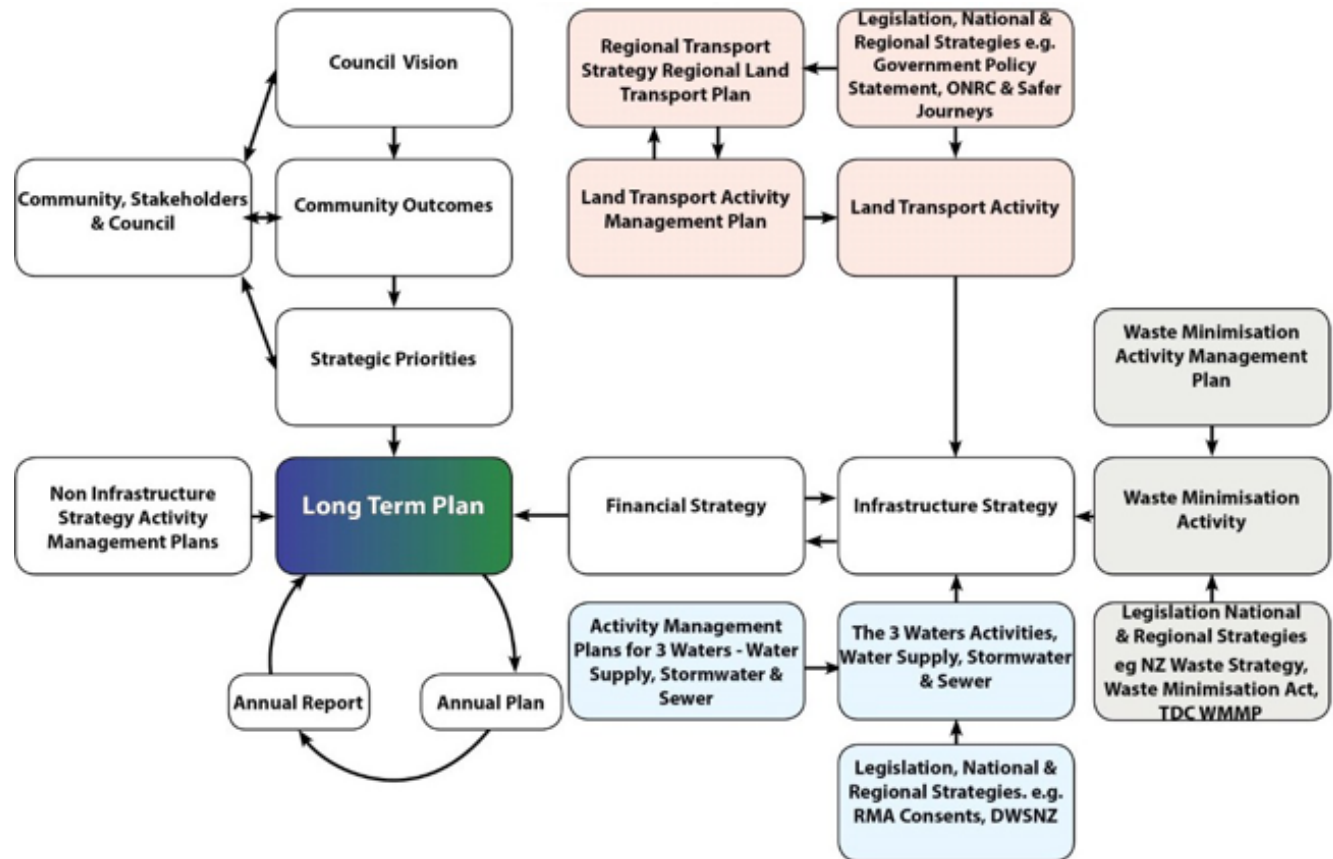 Council Vision
Regional Transport
Strategy Regional Land
Transport Plan
Legislation, National &
Regional Strategies e.g.
Government Policy
Statement, ONRC & Safer
Journeys
Community, Stakeholders
& Council
Community Outcomes
Land Transport Activity
Management Plan
Land Transport Activity
Strategic Priorities
Waste Minimisation
Activity Management
Plan
Non Infrastructure
Strategy Activity
Management Plans
Long Term Plan
Financial Strategy
Infrastructure Strategy
Waste Minimisation
Activity
Activity Management
Plans for 3 Waters - Water
Supply, Stormwater &
Sewer
The 3 Waters Activities,
Water Supply, Stormwater
& Sewer
Legislation National
& Regional Strategies
eg NZ Waste Strategy,
Waste Minimisation Act,
TDC WMMP
Annual Report
Annual Plan
Legislation, National &
Regional Strategies. e.g.
RMA Consents, DWSNZ